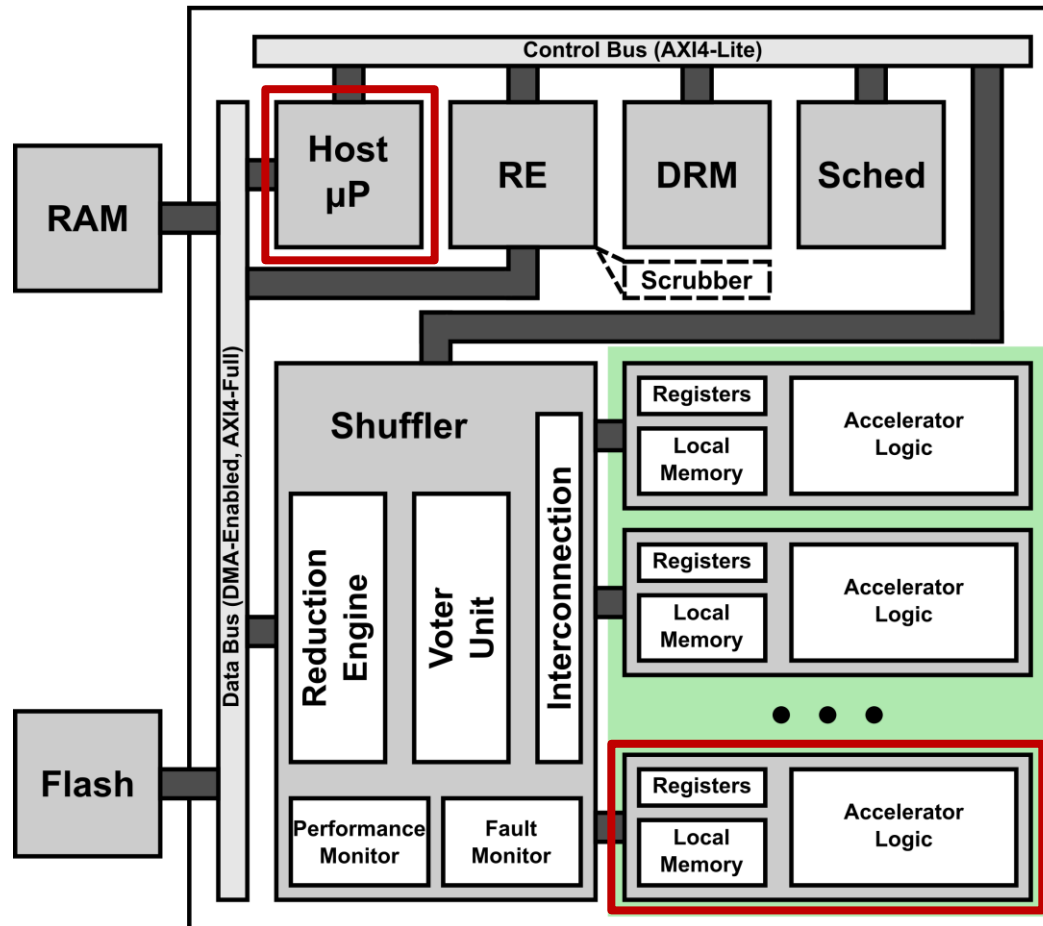 Control Bus (AXI4-Lite)
Host
µP
RE
DRM
Sched
RAM
Scrubber
Data Bus (DMA-Enabled, AXI4-Full)
Shuffler
Reduction
Engine
Voter
Unit
Interconnection
Performance
Monitor
Fault
Monitor
Registers
Local
Memory
Accelerator
Logic
Registers
Local
Memory
Accelerator
Logic
• • •
Flash
Registers
Local
Memory
Accelerator
Logic